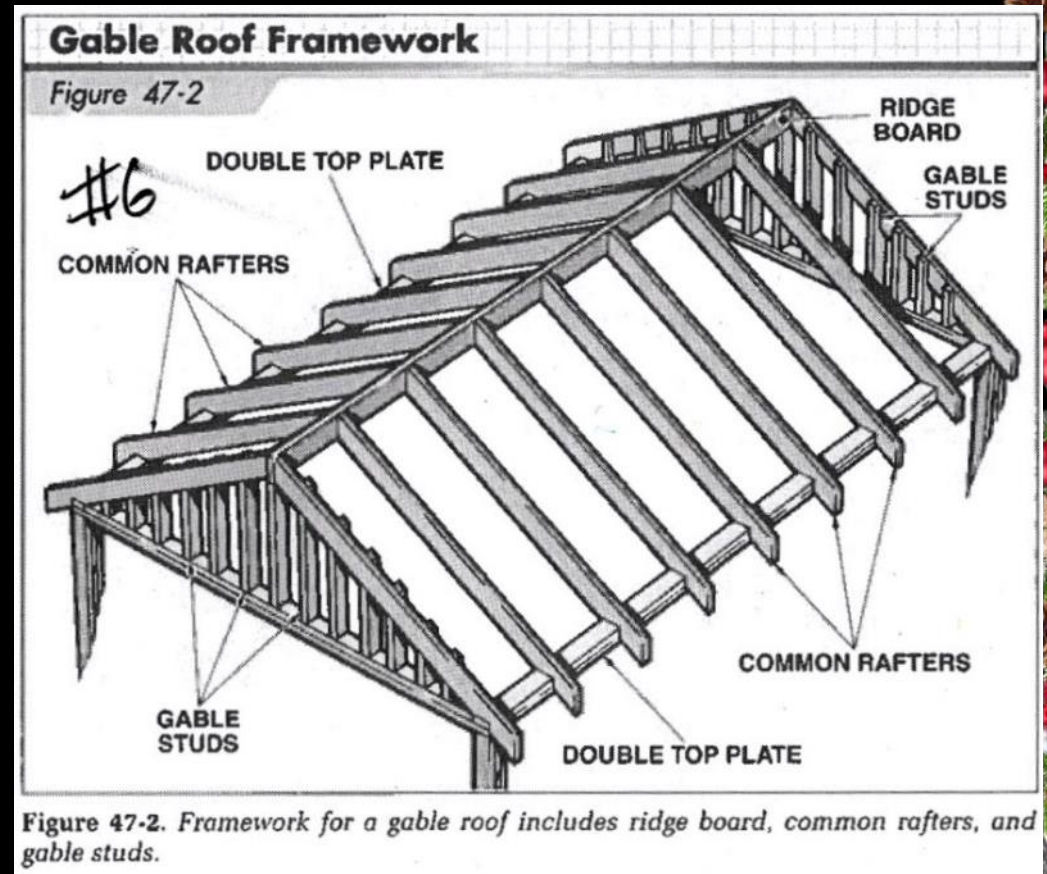 Gable Roof Framework
Figure 47-2
#6
DOUBLE TOP PLATE
RIDGE
BOARD
GABLE
STUDS
COMMON RAFTERS
COMMON RAFTERS
GABLE
STUDS
DOUBLE TOP PLATE
Figure 47-2. Framework for a gable roof includes ridge board, common rafters, and
gable studs.